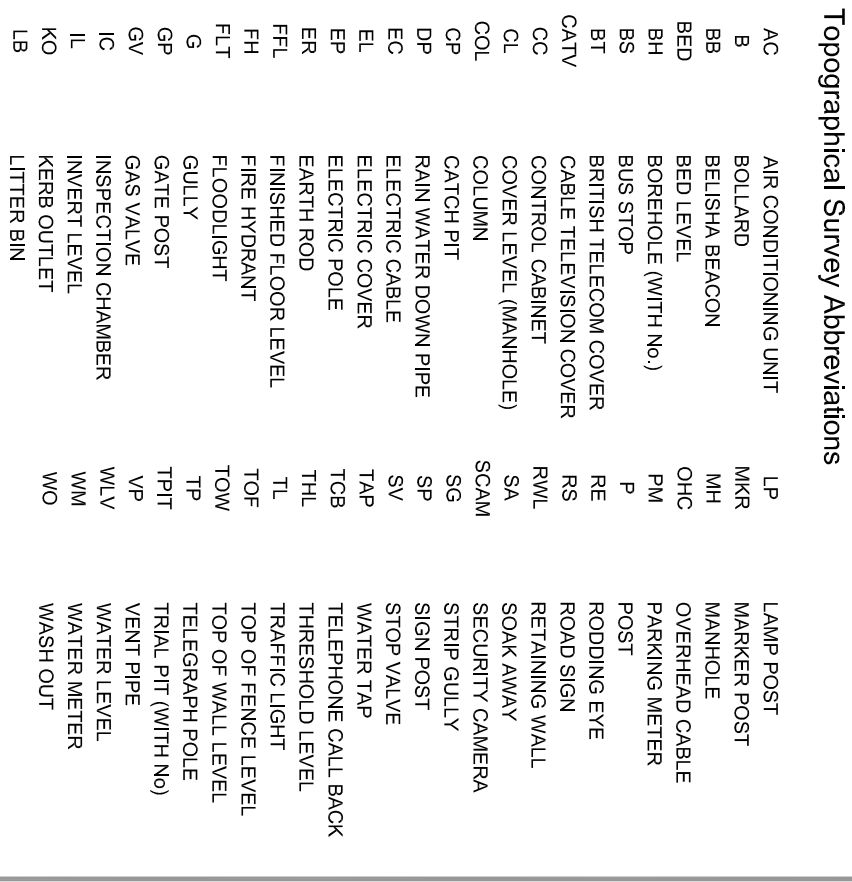 Topographical Survey Abbreviations
AC AIR CONDITIONING UNIT
B BOLLARD
BB BELISHA BEACON
BED BED LEVEL
BH BOREHOLE (WITH No.)
BS BUS STOP
BT BRITISH TELECOM COVER
CATV CABLE TELEVISION COVER
CC CONTROL CABINET
CL COVER LEVEL (MANHOLE)
COL COLUMN
CP CATCH PIT
DP RAIN WATER DOWN PIPE
EC ELECTRIC CABLE
EL ELECTRIC COVER
EP ELECTRIC POLE
ER EARTH ROD
FFL FINISHED FLOOR LEVEL
FH FIRE HYDRANT
FLT FLOODLIGHT
G GULLY
GP GATE POST
GV GAS VALVE
IC INSPECTION CHAMBER
IL INVERT LEVEL
KO KERB OUTLET
LB LITTER BIN
LP LAMP POST
MKR MARKER POST
MH MANHOLE
OHC OVERHEAD CABLE
PM PARKING METER
P POST
RE RODDING EYE
RS ROAD SIGN
RWL RETAINING WALL
SA SOAK AWAY
SCAM SECURITY CAMERA
SG STRIP GULLY
SP SIGN POST
SV STOP VALVE
TAP WATER TAP
TCB TELEPHONE CALL BACK
THL THRESHOLD LEVEL
TL TRAFFIC LIGHT
TOF TOP OF FENCE LEVEL
TOW TOP OF WALL LEVEL
TP TELEGRAPH POLE
TPIT TRIAL PIT (WITH No)
VP VENT PIPE
WLV WATER LEVEL
WM WATER METER
WO WASH OUT